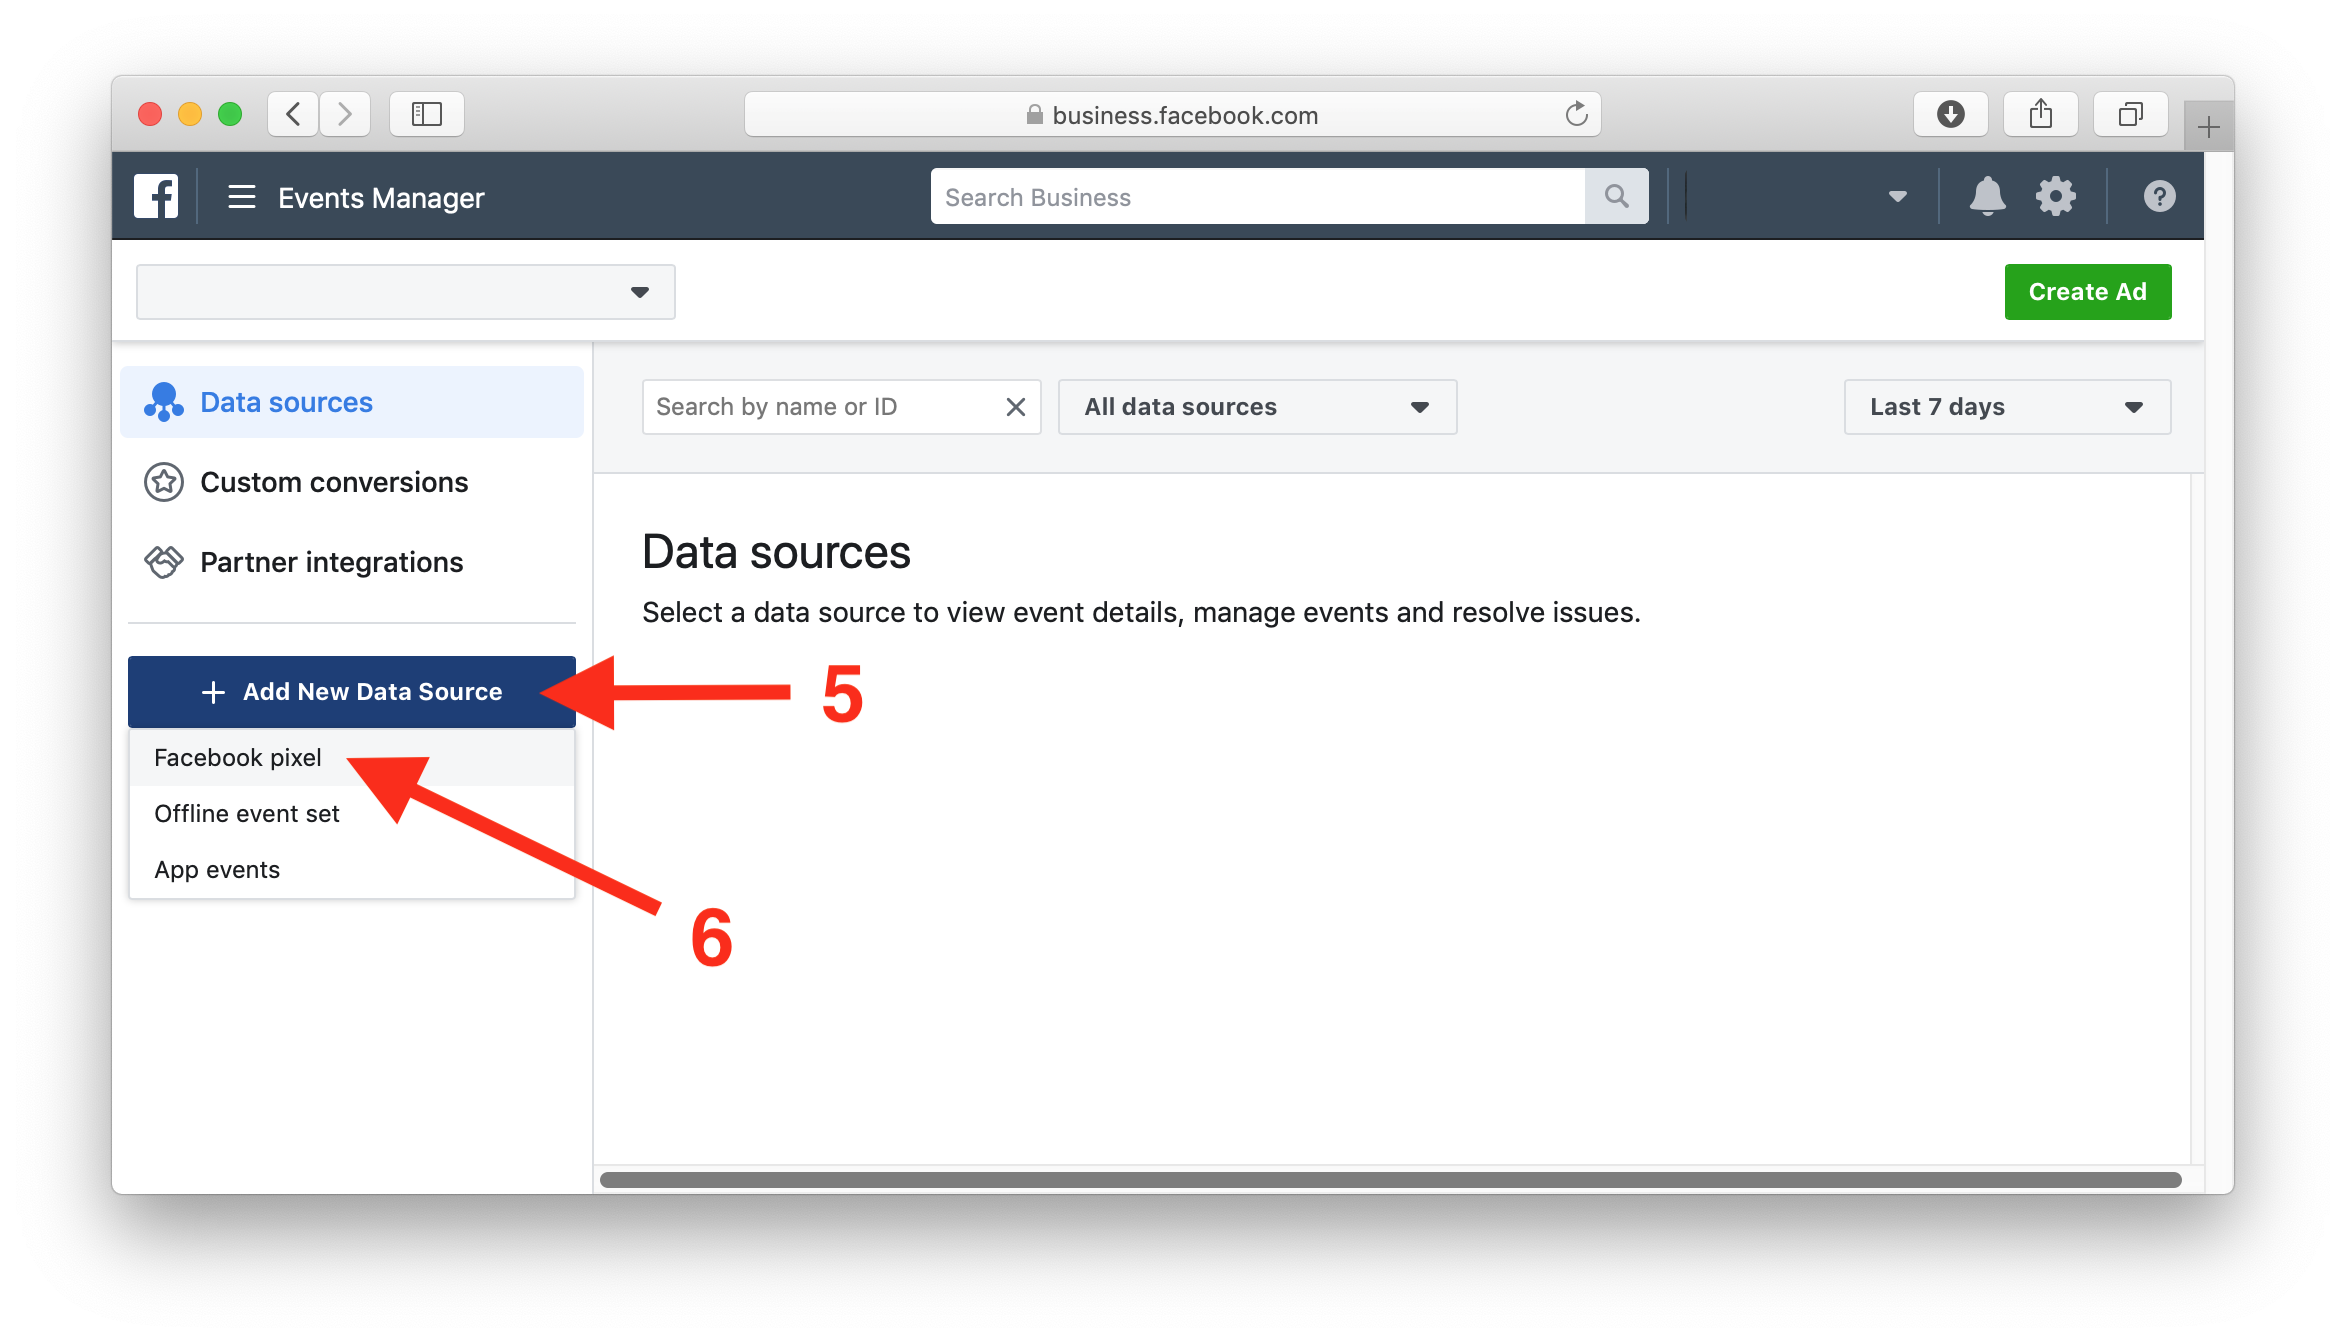 business.facebook.com
Events Manager
Search Business
Create Ad
Data sources
Custom conversions
Partner integrations
Add New Data Source
Facebook pixel
Offline event set
App events
Search by name or ID
All data sources
Last 7 days
Data sources
Select a data source to view event details, manage events and resolve issues.
5
6